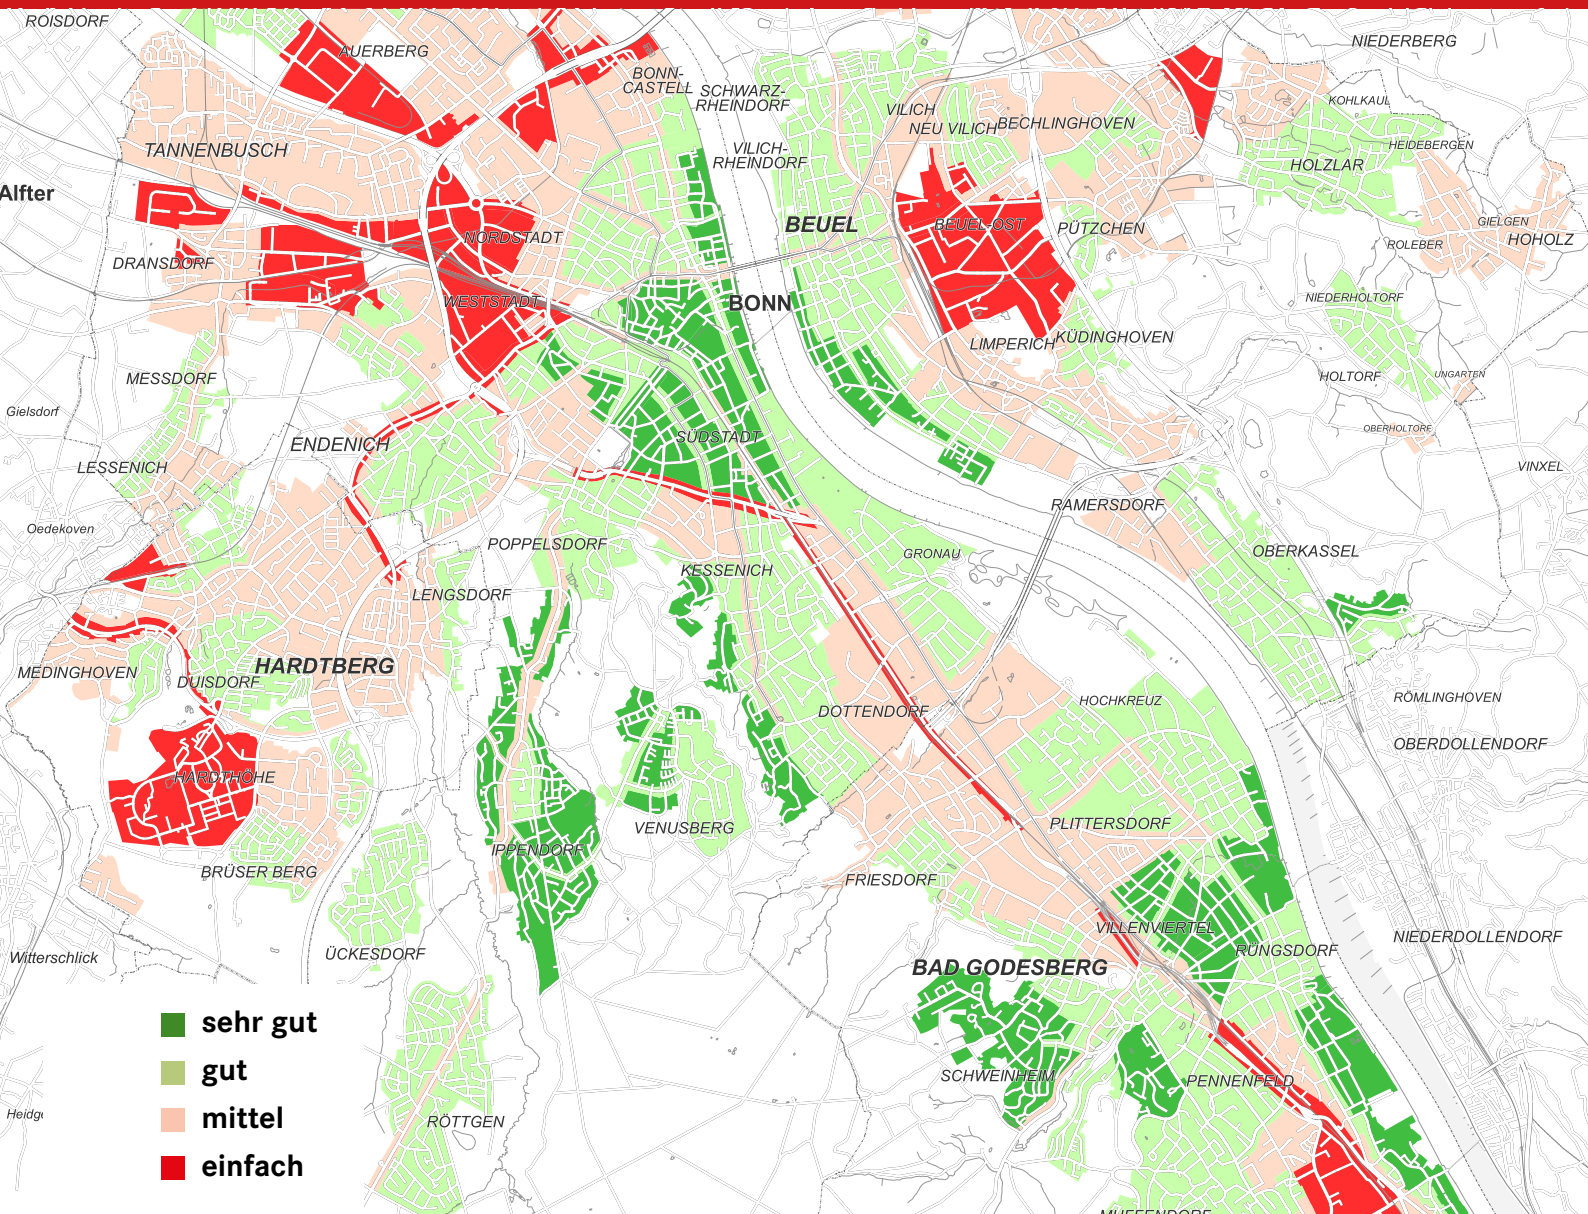 ROISDORF
AUERBERG
NIEDERBERG
BONN-
CASTELL
SCHWARZ-
RHEINDORF
KOHLKAUL
VILICH
NEU VILICH
BECHLINGHOVEN
TANNENBUSCH
VILICH-
RHEINDORF
HEIDEBERGEN
HOLZLAR
Alfter
BEUEL
BEUEL-OST
PÜTZCHEN
GIELGEN
HOHOLZ
ROLEBER
NORDSTADT
DRANSDORF
WESTSTADT
BONN
NIEDERHOLTORF
LIMPERICH
KÜDINGHOVEN
MESSDORF
HOLTORF
UNGARTEN
Gielsdorf
OBERHOLTORF
ENDENICH
SÜDSTADT
LESSENICH
VINXEL
RAMERSDORF
Oedekoven
POPPELSDORF
GRONAU
OBERKASSEL
KESSENICH
LENGSDORF
MEDINGHOVEN
HARDTBERG
DUISDORF
HOCHKREUZ
RÖMLINGHOVEN
DOTTENDORF
OBERDOLLENDORF
HARDTHÖHE
VENUSBERG
PLITTERSDORF
IPPENDORF
BRÜSER BERG
FRIESDORF
VILLENVIERTEL
NIEDERDOLLENDORF
ÜCKESDORF
RÜNGSDORF
Witterschlick
BAD GODESBERG
sehr gut
gut
SCHWEINHEIM
PENNENFELD
Heidge
mittel
RÖTTGEN
einfach
MUFFENDORF